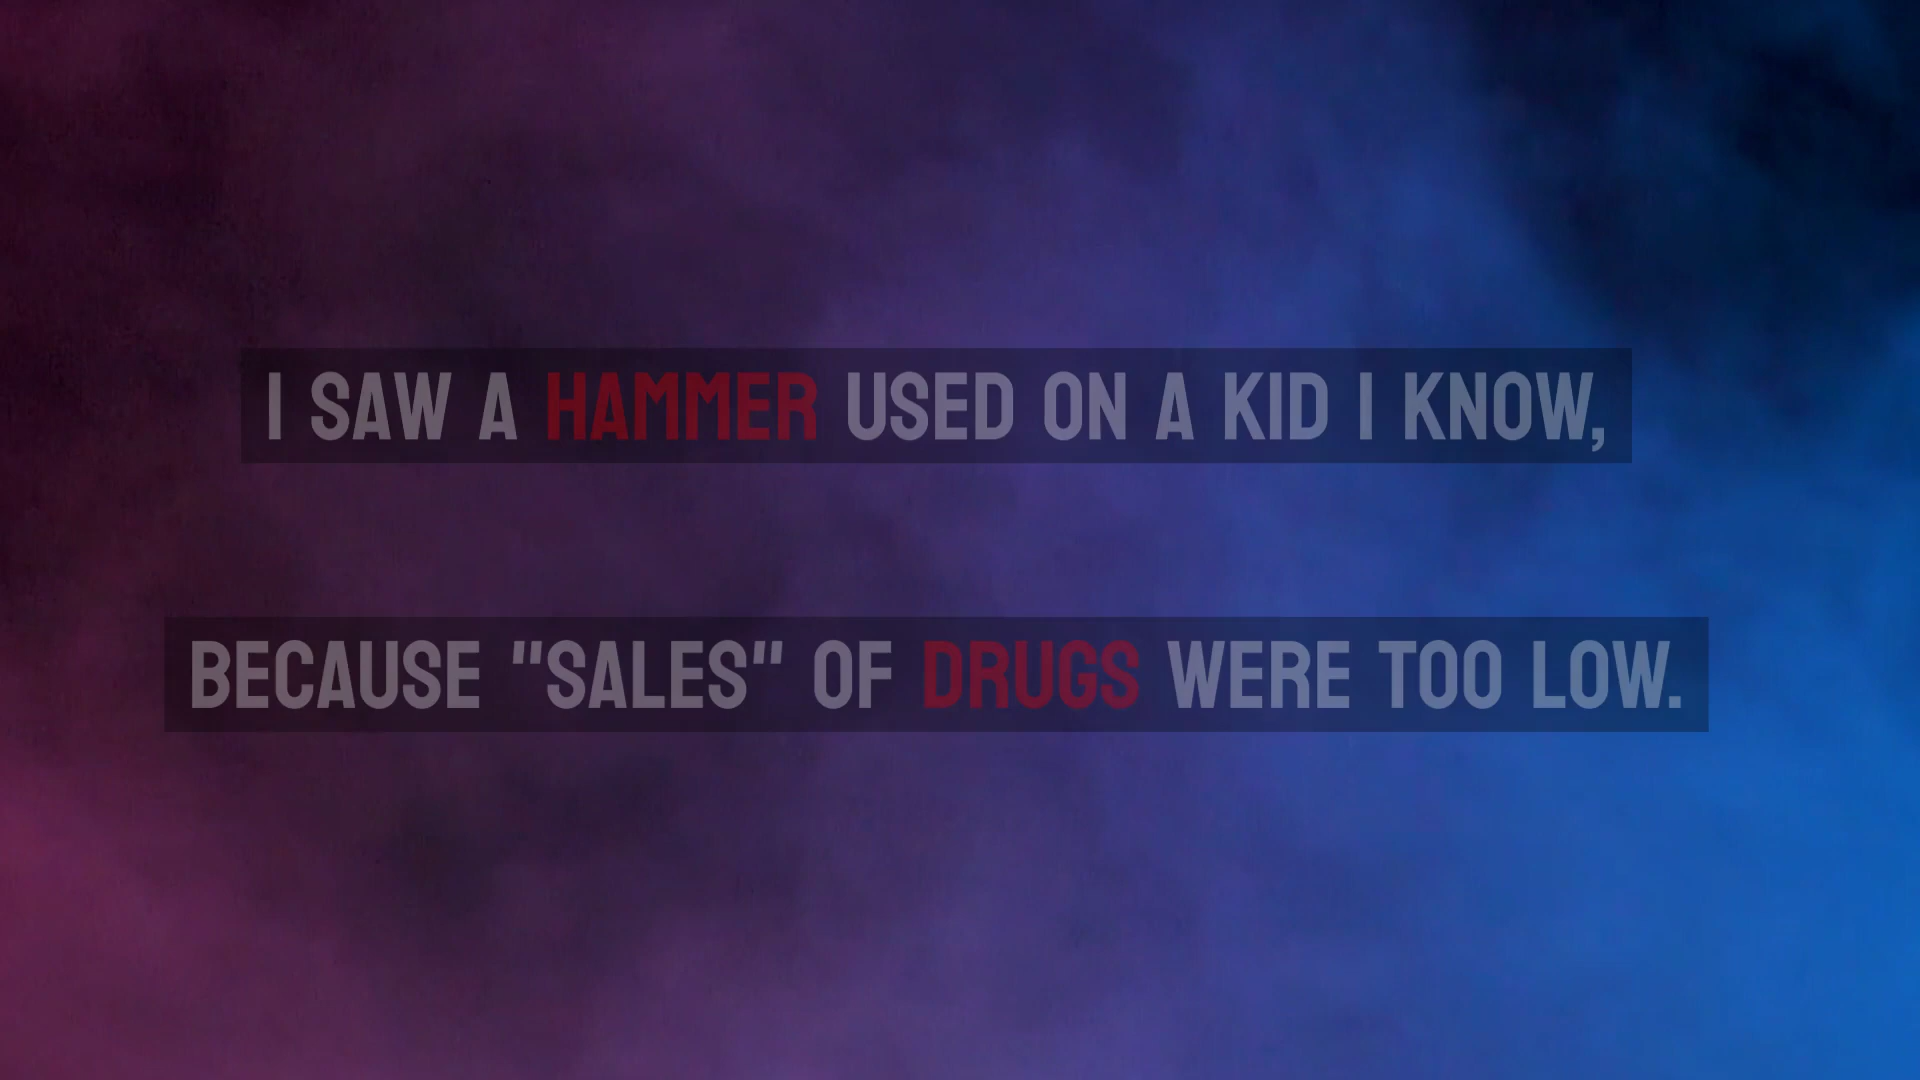 I SAW A HAMMER USED ON A KID I KNOW,
BECAUSE "SALES" OF DRUGS WERE TOO LOW.